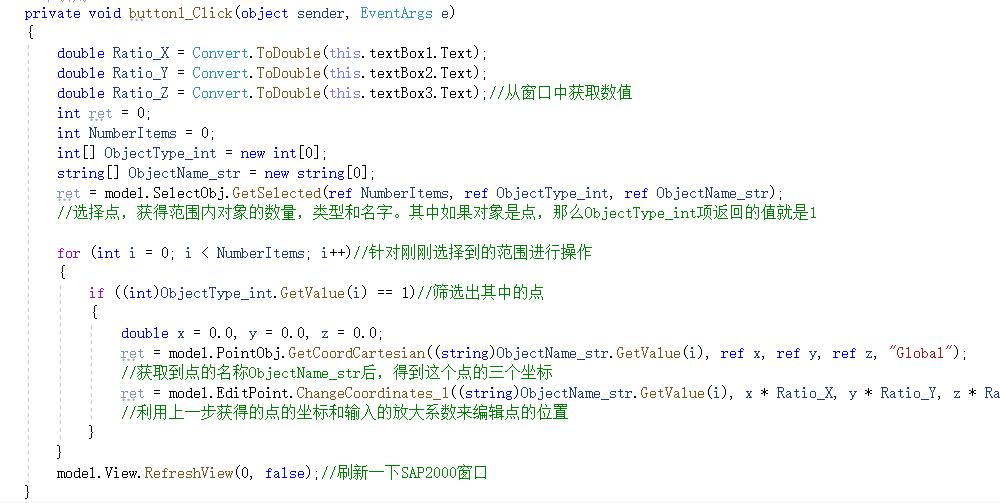 private void button1_Click(object sender, EventArgs e)
{
double Ratio_X = Convert.ToDouble(this.textBox1.Text);
double Ratio_Y = Convert.ToDouble(this.textBox2.Text);
double Ratio_Z = Convert.ToDouble(this.textBox3.Text);//从窗口中获取数值
int ret = 0;
int NumberItems = 0;
int[] ObjectType_int = new int[0];
string[] ObjectName_str = new string[0];
ret = model.SelectObj.GetSelected(ref NumberItems, ref ObjectType_int, ref ObjectName_str);
//选择点，获得范围内对象的数量，类型和名字。其中如果对象是点，那么ObjectType_int项返回的值就是1
for (int i = 0; i < NumberItems; i++)//针对刚刚选择到的范围进行操作
{
if ((int)ObjectType_int.GetValue(i) == 1)//筛选出其中的点
{
double x = 0.0, y = 0.0, z = 0.0;
ret = model.PointObj.GetCoordCartesian((string)ObjectName_str.GetValue(i), ref x, ref y, ref z, "Global");
//获取到点的名称ObjectName_str后，得到这个点的三个坐标
ret = model.EditPoint.ChangeCoordinates_1((string)ObjectName_str.GetValue(i), x * Ratio_X, y * Ratio_Y, z * Ra
//利用上一步获得的点的坐标和输入的放大系数来编辑点的位置
}
}
model.View.RefreshView(0, false);//刷新一下SAP2000窗口
}